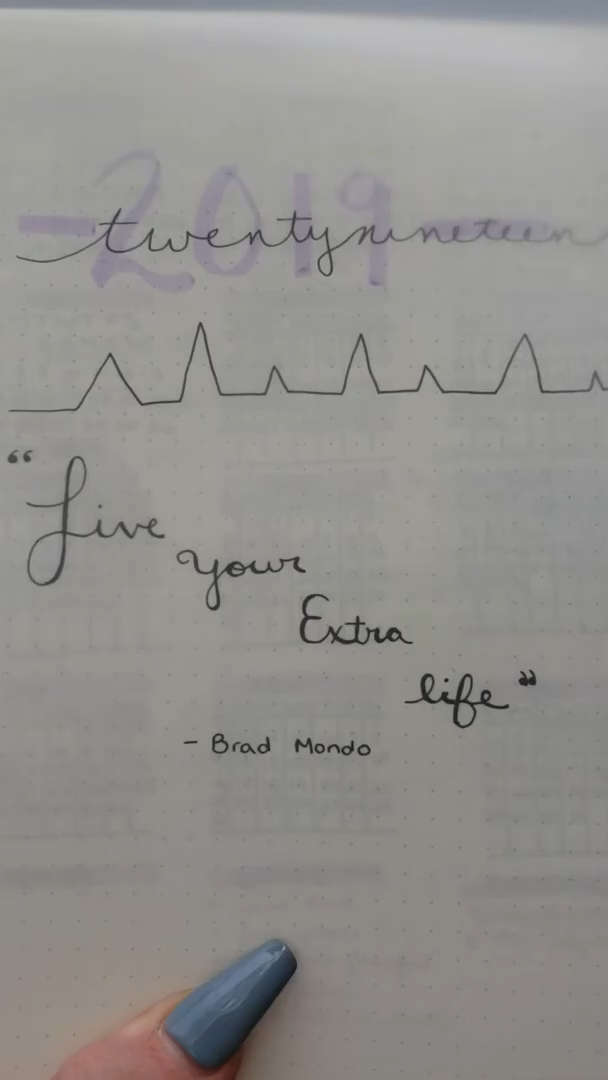 2019
twentynineteen
“Live
your
Extra
life”
- Brad Mondo